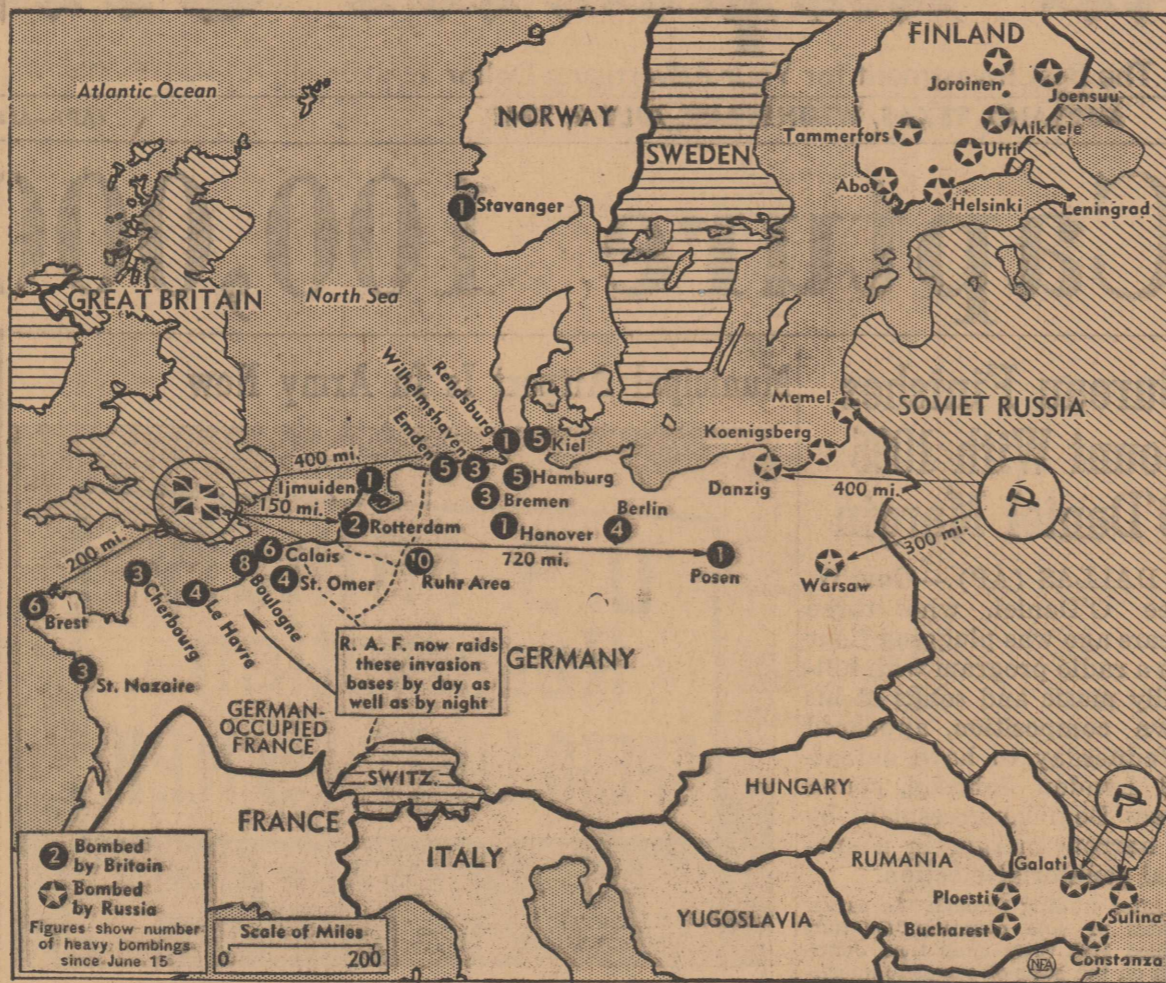 Atlantic Ocean
FINLAND
Joroinen
Joensuu
NORWAY
Tammerfors
Mikkele
SWEDEN
Utti
Abo
Helsinki
Leningrad
1
Stavanger
GREAT BRITAIN
North Sea
Rendsburg
Wilhelmshaven
Emden
Memel
SOVIET RUSSIA
Koenigsberg
1
5
Kiel
400 mi.
5
3
Ijmuiden
1
5
Hamburg
Danzig
400 mi.
3
Bremen
150 mi.
Berlin
2
Rotterdam
1
Hanover
4
300 mi.
200 mi.
6
Calais
8
Boulogne
720 mi.
1
Posen
Warsaw
3
Cherbourg
4
St. Omer
Ruhr Area
4
Le Havre
6
Brest
R. A. F. now raids
these invasion
bases by day as
well as by night
GERMANY
3
St. Nazaire
GERMAN-
OCCUPIED
FRANCE
SWITZ.
HUNGARY
FRANCE
ITALY
RUMANIA
Galati
Ploesti
Sulina
YUGOSLAVIA
Bucharest
Constanza
2 Bombed
by Britain
Bombed
by Russia
Figures show number
of heavy bombings
since June 15
Scale of Miles
0 200
NEA